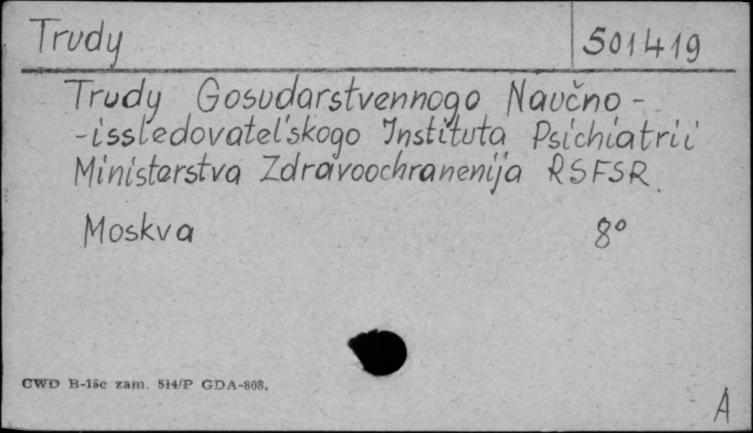 Trudy 501419
Trudy Gosudarstvennogo Naučno -
-issledovatel'skogo Instituta Psichiatrii
Ministerstva Zdravoochranenija RSFSR.
Moskva 8°
CWD B-15c zam. 514/P GDA-808.
A